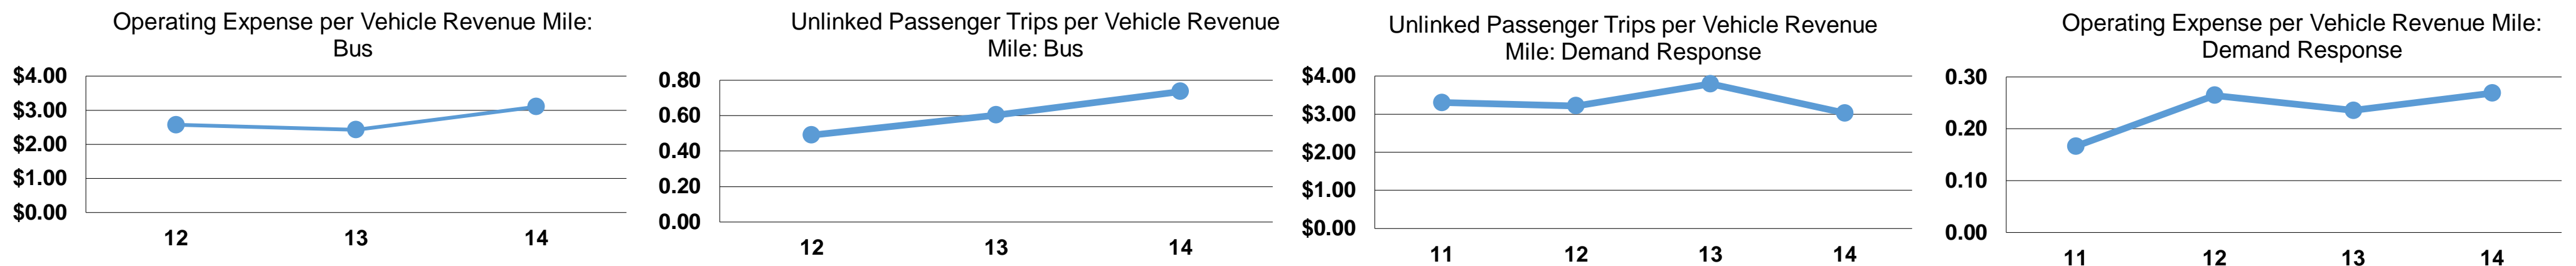 Operating Expense per Vehicle Revenue Mile:
Bus
$4.00
$3.00
$2.00
$1.00
$0.00
12 13 14
Unlinked Passenger Trips per Vehicle Revenue
Mile: Bus
0.80
0.60
0.40
0.20
0.00
12 13 14
Unlinked Passenger Trips per Vehicle Revenue
Mile: Demand Response
$4.00
$3.00
$2.00
$1.00
$0.00
11 12 13 14
Operating Expense per Vehicle Revenue Mile:
Demand Response
0.30
0.20
0.10
0.00
11 12 13 14